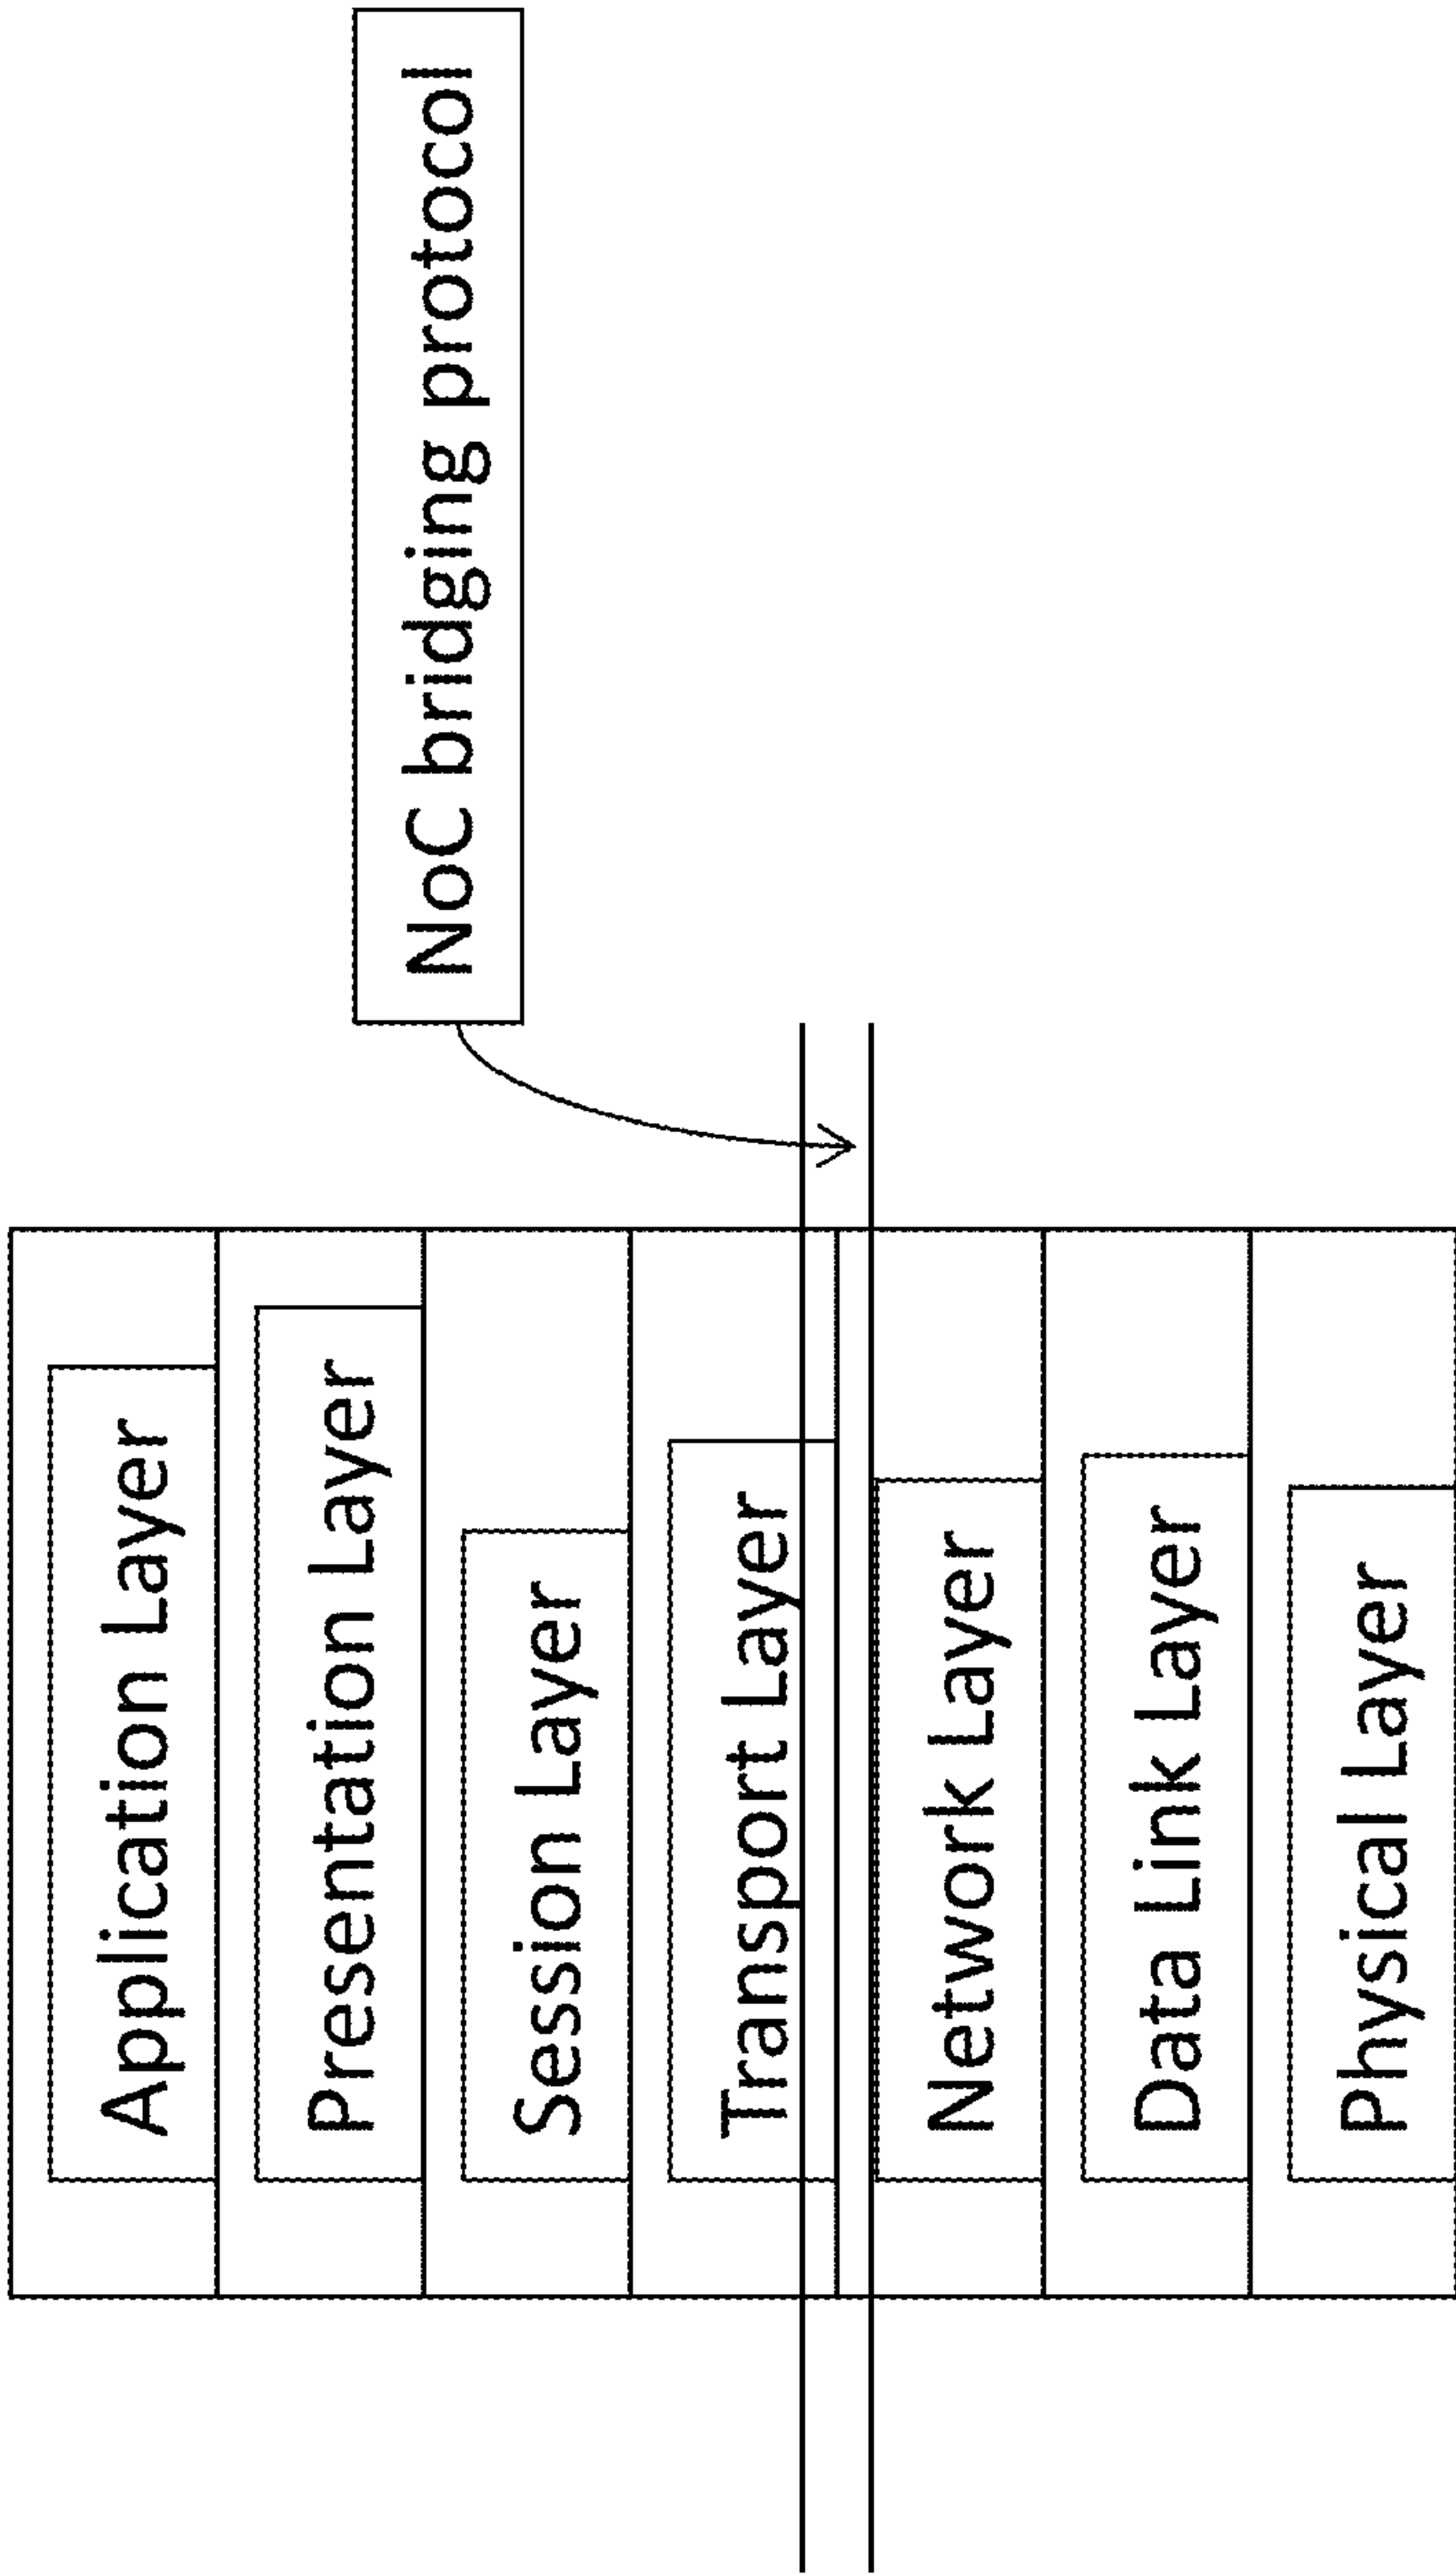 Application Layer
Presentation Layer
Session Layer
Transport Layer
Network Layer
Data Link Layer
Physical Layer
NoC bridging protocol